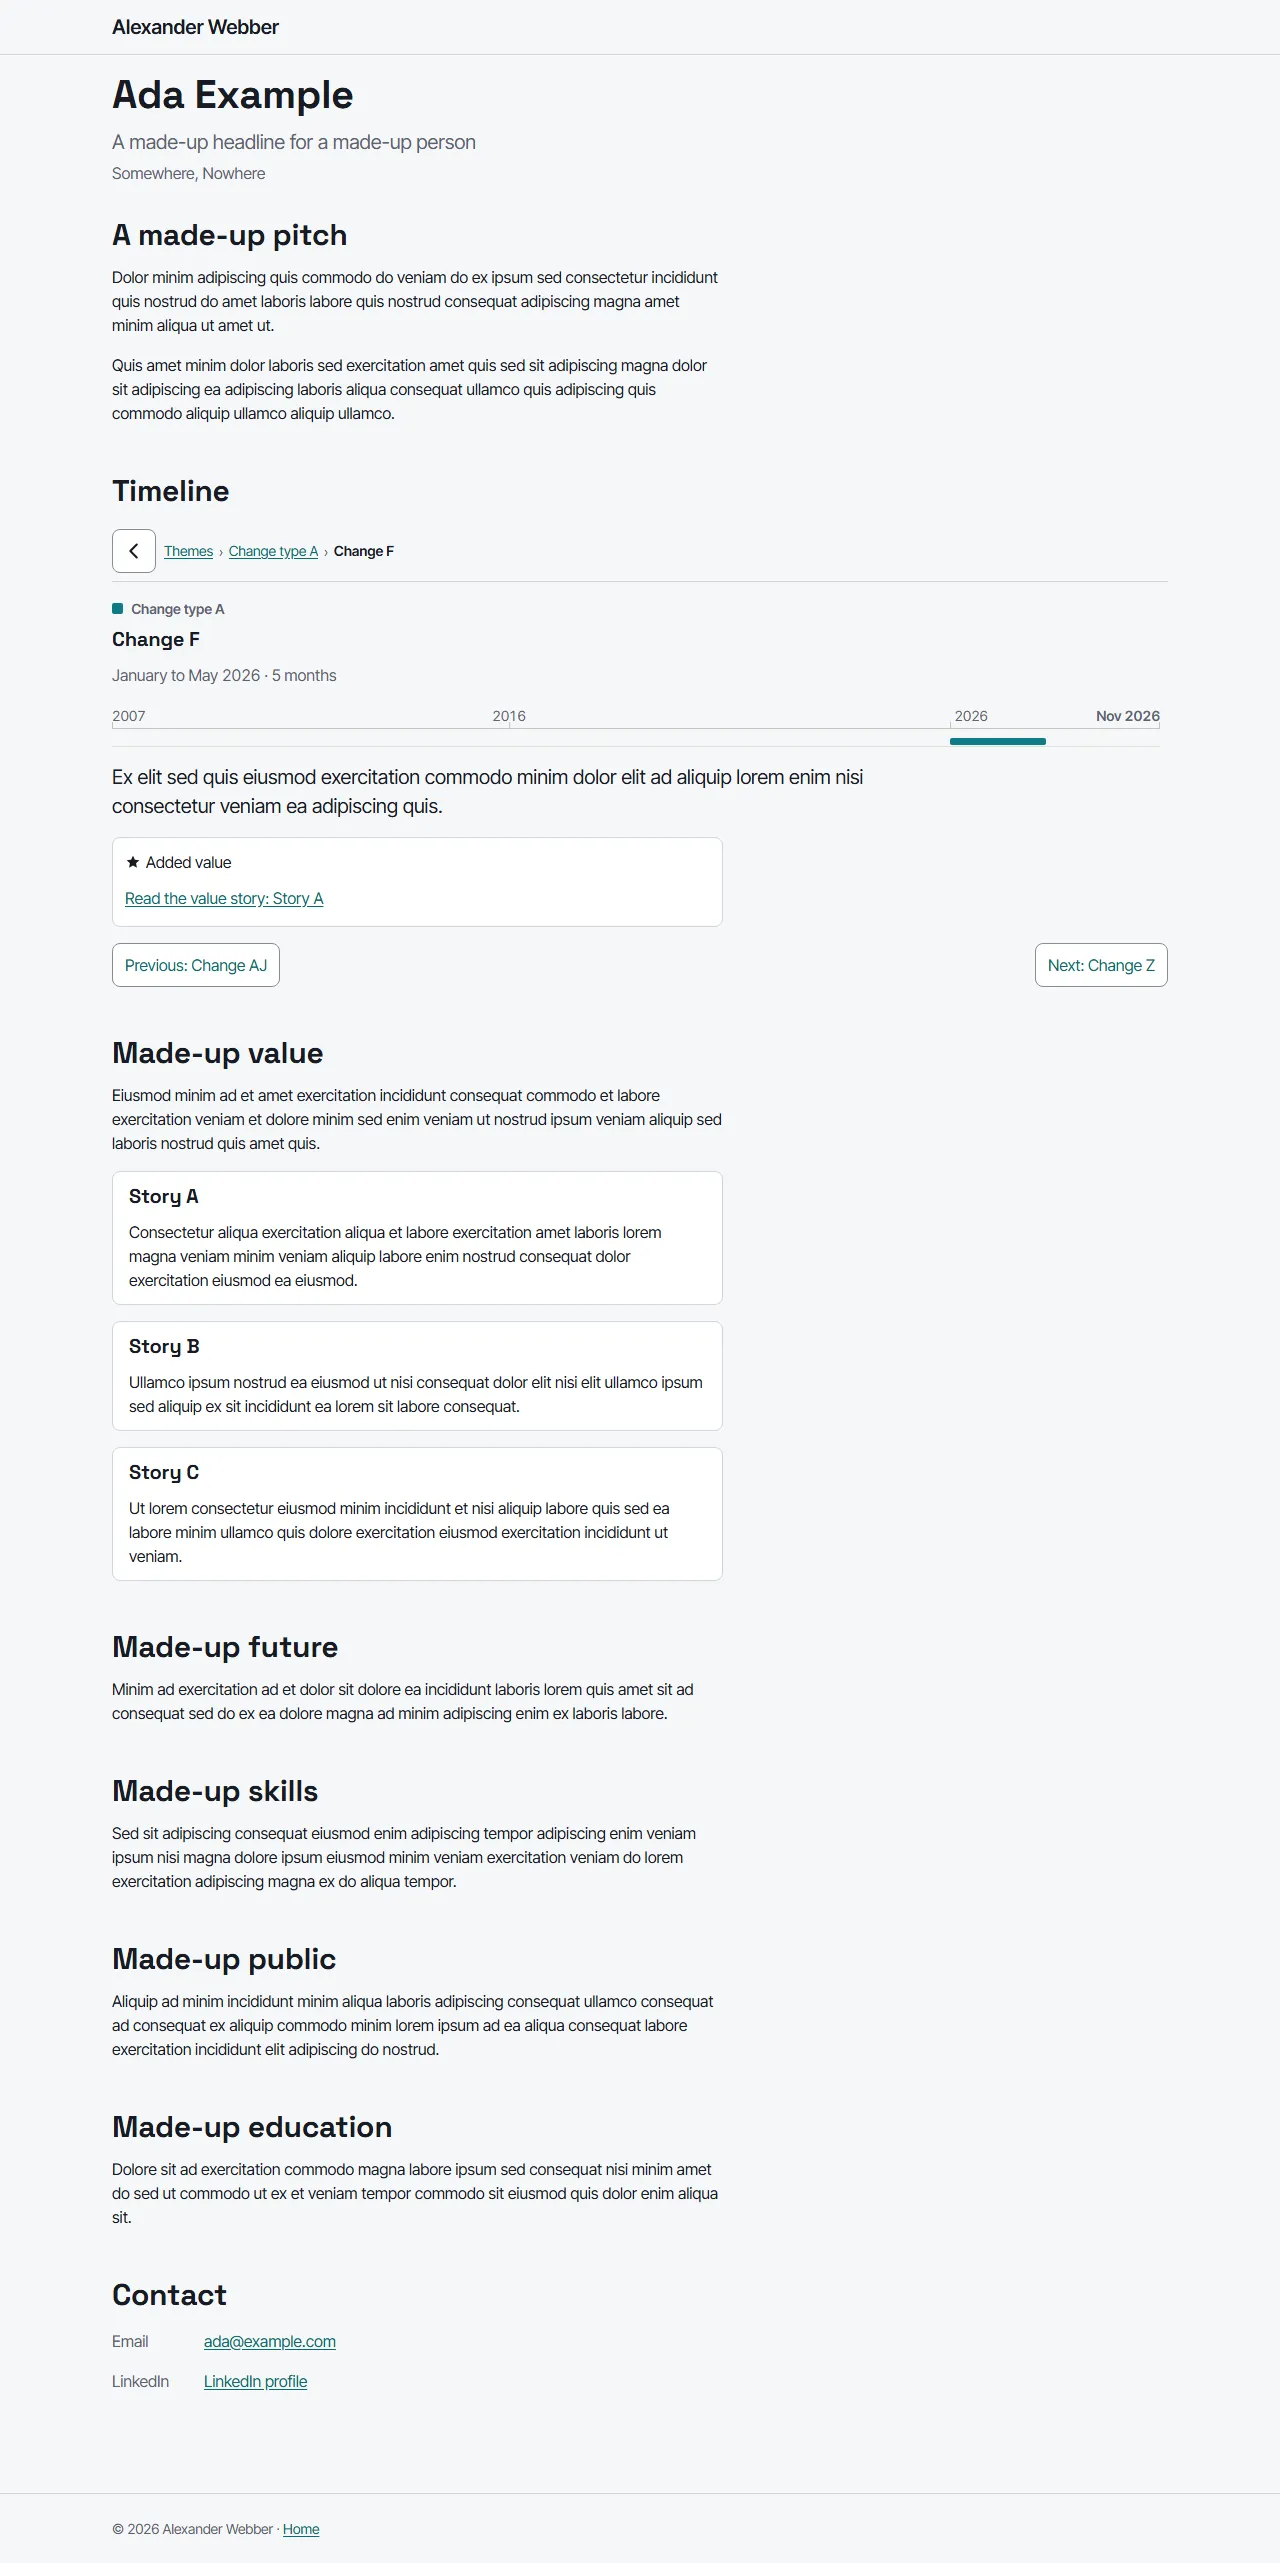 Alexander Webber
Ada Example
A made-up headline for a made-up person
Somewhere, Nowhere
A made-up pitch
Dolor minim adipiscing quis commodo do veniam do ex ipsum sed consectetur incididunt
quis nostrud do amet laboris labore quis nostrud consequat adipiscing magna amet
minim aliqua ut amet ut.
Quis amet minim dolor laboris sed exercitation amet quis sed sit adipiscing magna dolor
sit adipiscing ea adipiscing laboris aliqua consequat ullamco quis adipiscing quis
commodo aliquip ullamco aliquip ullamco.
Timeline
Themes › Change type A › Change F
Change type A
Change F
January to May 2026 · 5 months
2007 2016 2026 Nov 2026
Ex elit sed quis eiusmod exercitation commodo minim dolor elit ad aliquip lorem enim nisi
consectetur veniam ea adipiscing quis.
★ Added value
Read the value story: Story A
Previous: Change AJ Next: Change Z
Made-up value
Eiusmod minim ad et amet exercitation incididunt consequat commodo et labore
exercitation veniam et dolore minim sed enim veniam ut nostrud ipsum veniam aliquip sed
laboris nostrud quis amet quis.
Story A
Consectetur aliqua exercitation aliqua et labore exercitation amet laboris lorem
magna veniam minim veniam aliquip labore enim nostrud consequat dolor
exercitation eiusmod ea eiusmod.
Story B
Ullamco ipsum nostrud ea eiusmod ut nisi consequat dolor elit nisi elit ullamco ipsum
sed aliquip ex sit incididunt ea lorem sit labore consequat.
Story C
Ut lorem consectetur eiusmod minim incididunt et nisi aliquip labore quis sed ea
labore minim ullamco quis dolore exercitation eiusmod exercitation incididunt ut
veniam.
Made-up future
Minim ad exercitation ad et dolor sit dolore ea incididunt laboris lorem quis amet sit ad
consequat sed do ex ea dolore magna ad minim adipiscing enim ex laboris labore.
Made-up skills
Sed sit adipiscing consequat eiusmod enim adipiscing tempor adipiscing enim veniam
ipsum nisi magna dolore ipsum eiusmod minim veniam exercitation veniam do lorem
exercitation adipiscing magna ex do aliqua tempor.
Made-up public
Aliquip ad minim incididunt minim aliqua laboris adipiscing consequat ullamco consequat
ad consequat ex aliquip commodo minim lorem ipsum ad ea aliqua consequat labore
exercitation incididunt elit adipiscing do nostrud.
Made-up education
Dolore sit ad exercitation commodo magna labore ipsum sed consequat nisi minim amet
do sed ut commodo ut ex et veniam tempor commodo sit eiusmod quis dolor enim aliqua
sit.
Contact
Email ada@example.com
LinkedIn LinkedIn profile
© 2026 Alexander Webber · Home